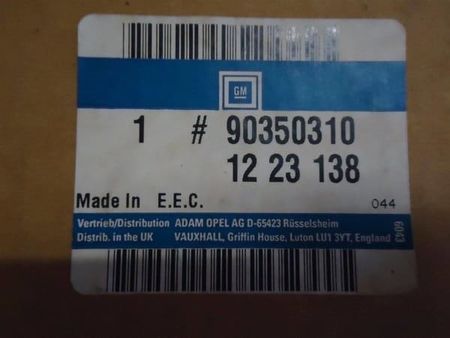 GM
1 # 90350310
12 23 138
Made In E.E.C. 044
Vertrieb/Distribution ADAM OPEL AG D-65423 Rüsselsheim
Distrib. in the UK VAUXHALL, Griffin House, Luton LU1 3YT, England
6043